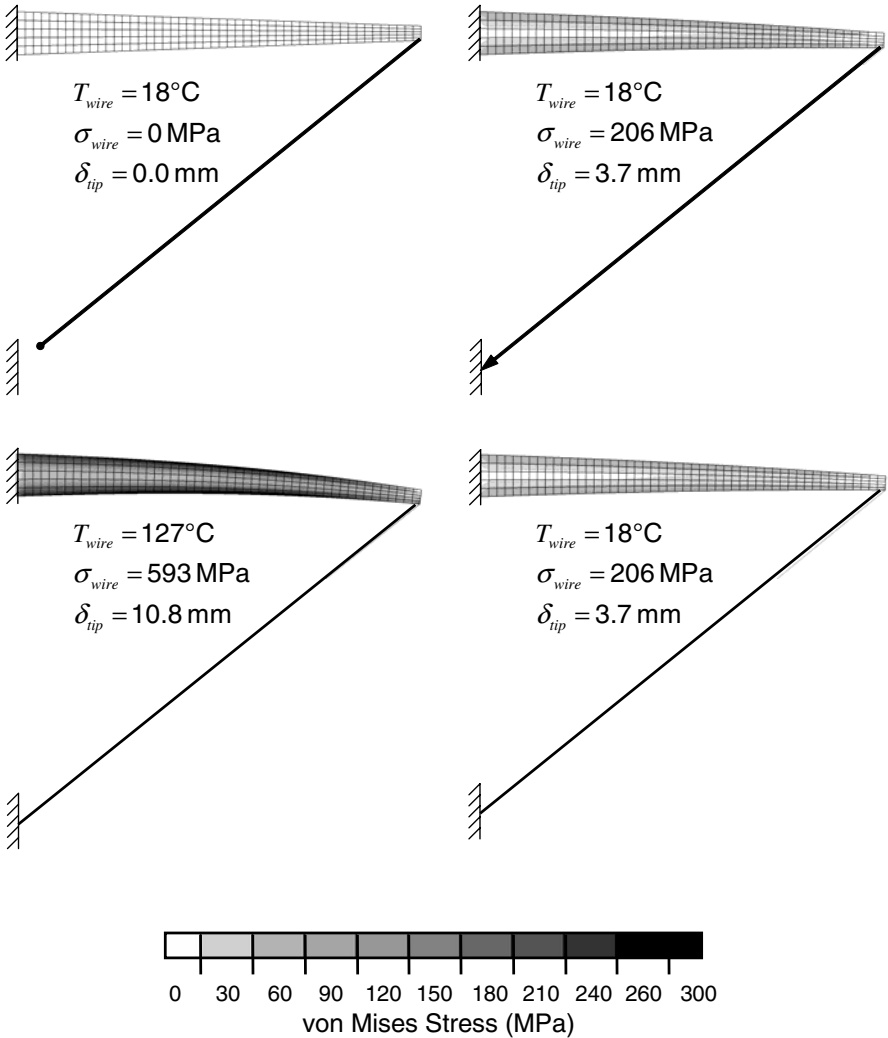 T_wire = 18°C
σ_wire = 0 MPa
δ_tip = 0.0 mm
T_wire = 18°C
σ_wire = 206 MPa
δ_tip = 3.7 mm
T_wire = 127°C
σ_wire = 593 MPa
δ_tip = 10.8 mm
T_wire = 18°C
σ_wire = 206 MPa
δ_tip = 3.7 mm
0 30 60 90 120 150 180 210 240 260 300
von Mises Stress (MPa)